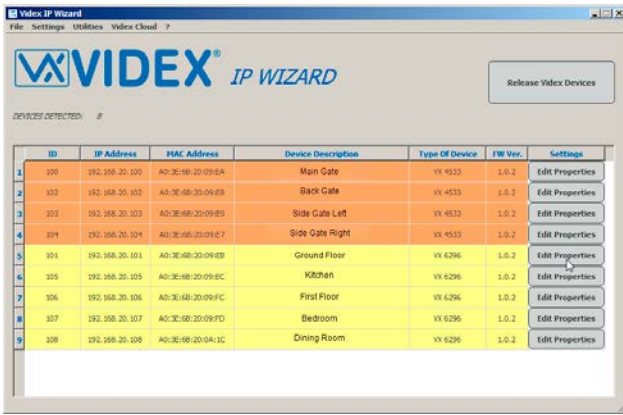 Videx IP Wizard
File Settings Utilities Videx Cloud ?
VIDEX® IP WIZARD
Release Videx Devices
DEVICES DETECTED: 8
ID IP Address MAC Address Device Description Type Of Device FW Ver. Settings
1 100 192.168.20.100 A0:3E:6B:20:09:EA Main Gate VX 4533 1.0.2 Edit Properties
2 102 192.168.20.102 Back Gate VX 4533 1.0.2 Edit Properties
3 103 192.168.20.103 A0:3E:6B:20:09:E9 Side Gate Left VX 4533 1.0.2 Edit Properties
4 104 192.168.20.104 A0:3E:6B:20:09:E7 Side Gate Right VX 4533 1.0.2 Edit Properties
5 101 192.168.20.101 A0:3E:6B:20:09:EB Ground Floor VX 6296 1.0.2 Edit Properties
6 105 192.168.20.105 A0:3E:6B:20:09:EC Kitchen VX 6296 1.0.2 Edit Properties
7 106 192.168.20.106 A0:3E:6B:20:09:FC First Floor VX 6296 1.0.2 Edit Properties
8 107 192.168.20.107 A0:3E:6B:20:09:FD Bedroom VX 6296 1.0.2 Edit Properties
9 108 192.168.20.108 A0:3E:6B:20:0A:1C Dining Room VX 6296 1.0.2 Edit Properties